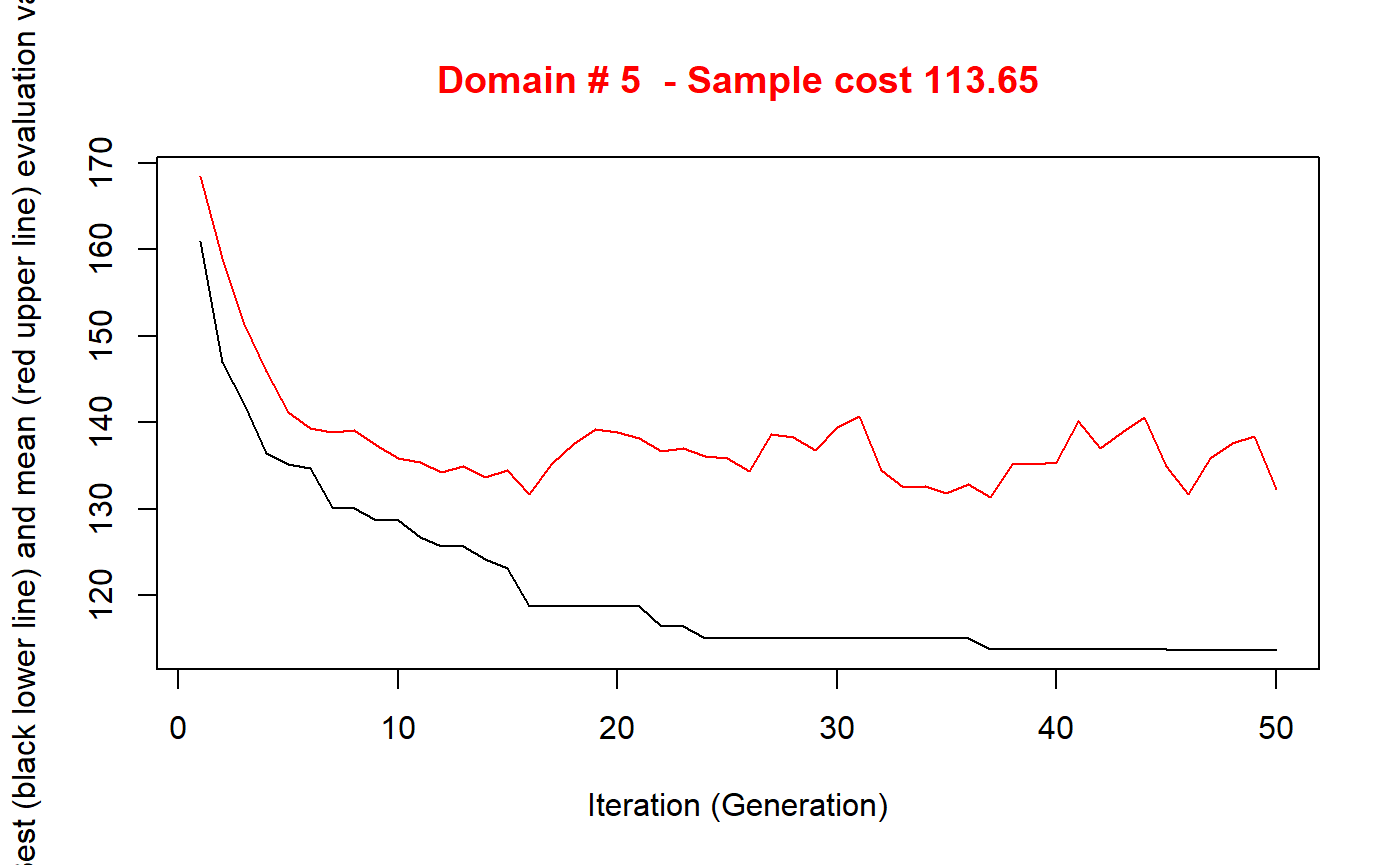 Domain # 5  - Sample cost 113.65
est (black lower line) and mean (red upper line) evaluation va
170
160
150
140
130
120
0 10 20 30 40 50
Iteration (Generation)